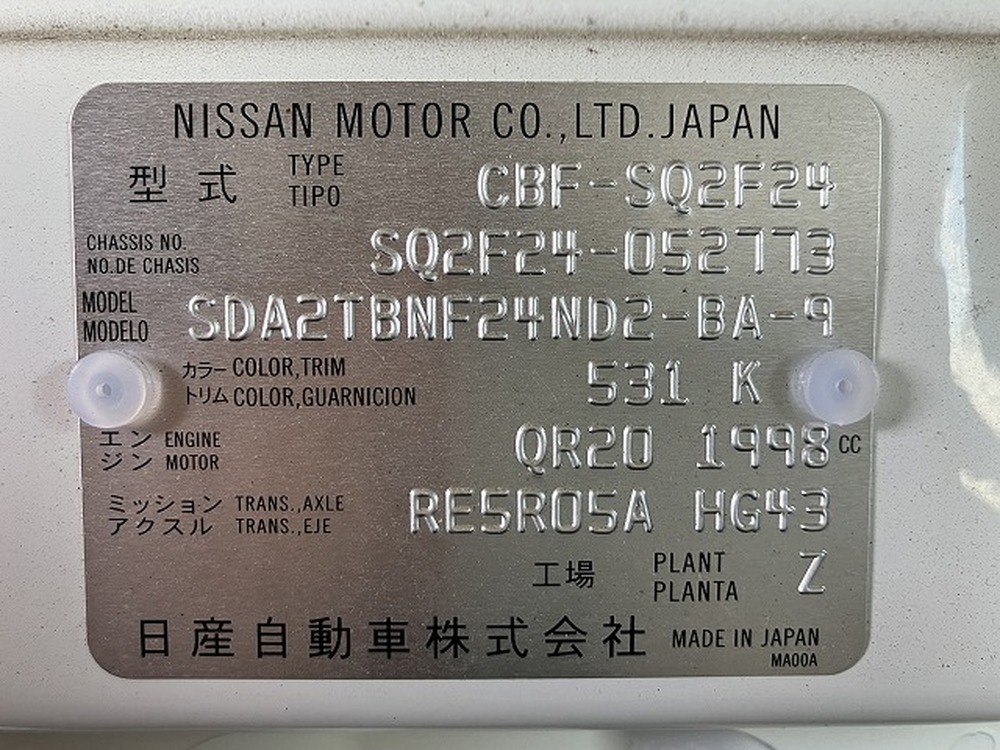 NISSAN MOTOR CO.,LTD.JAPAN
型式 TYPE CBF-SQ2F24
TIPO
CHASSIS NO. SQ2F24-052773
NO.DE CHASIS
MODEL SDA2TBNF24ND2-BA-9
MODELO
カラー COLOR,TRIM 531 K
トリム COLOR,GUARNICION
エン ENGINE QR20 1998 CC
ジン MOTOR
ミッション TRANS.,AXLE RE5R05A HG43
アクスル TRANS.,EJE
工場 PLANT Z
PLANTA
日産自動車株式会社 MADE IN JAPAN
MA00A